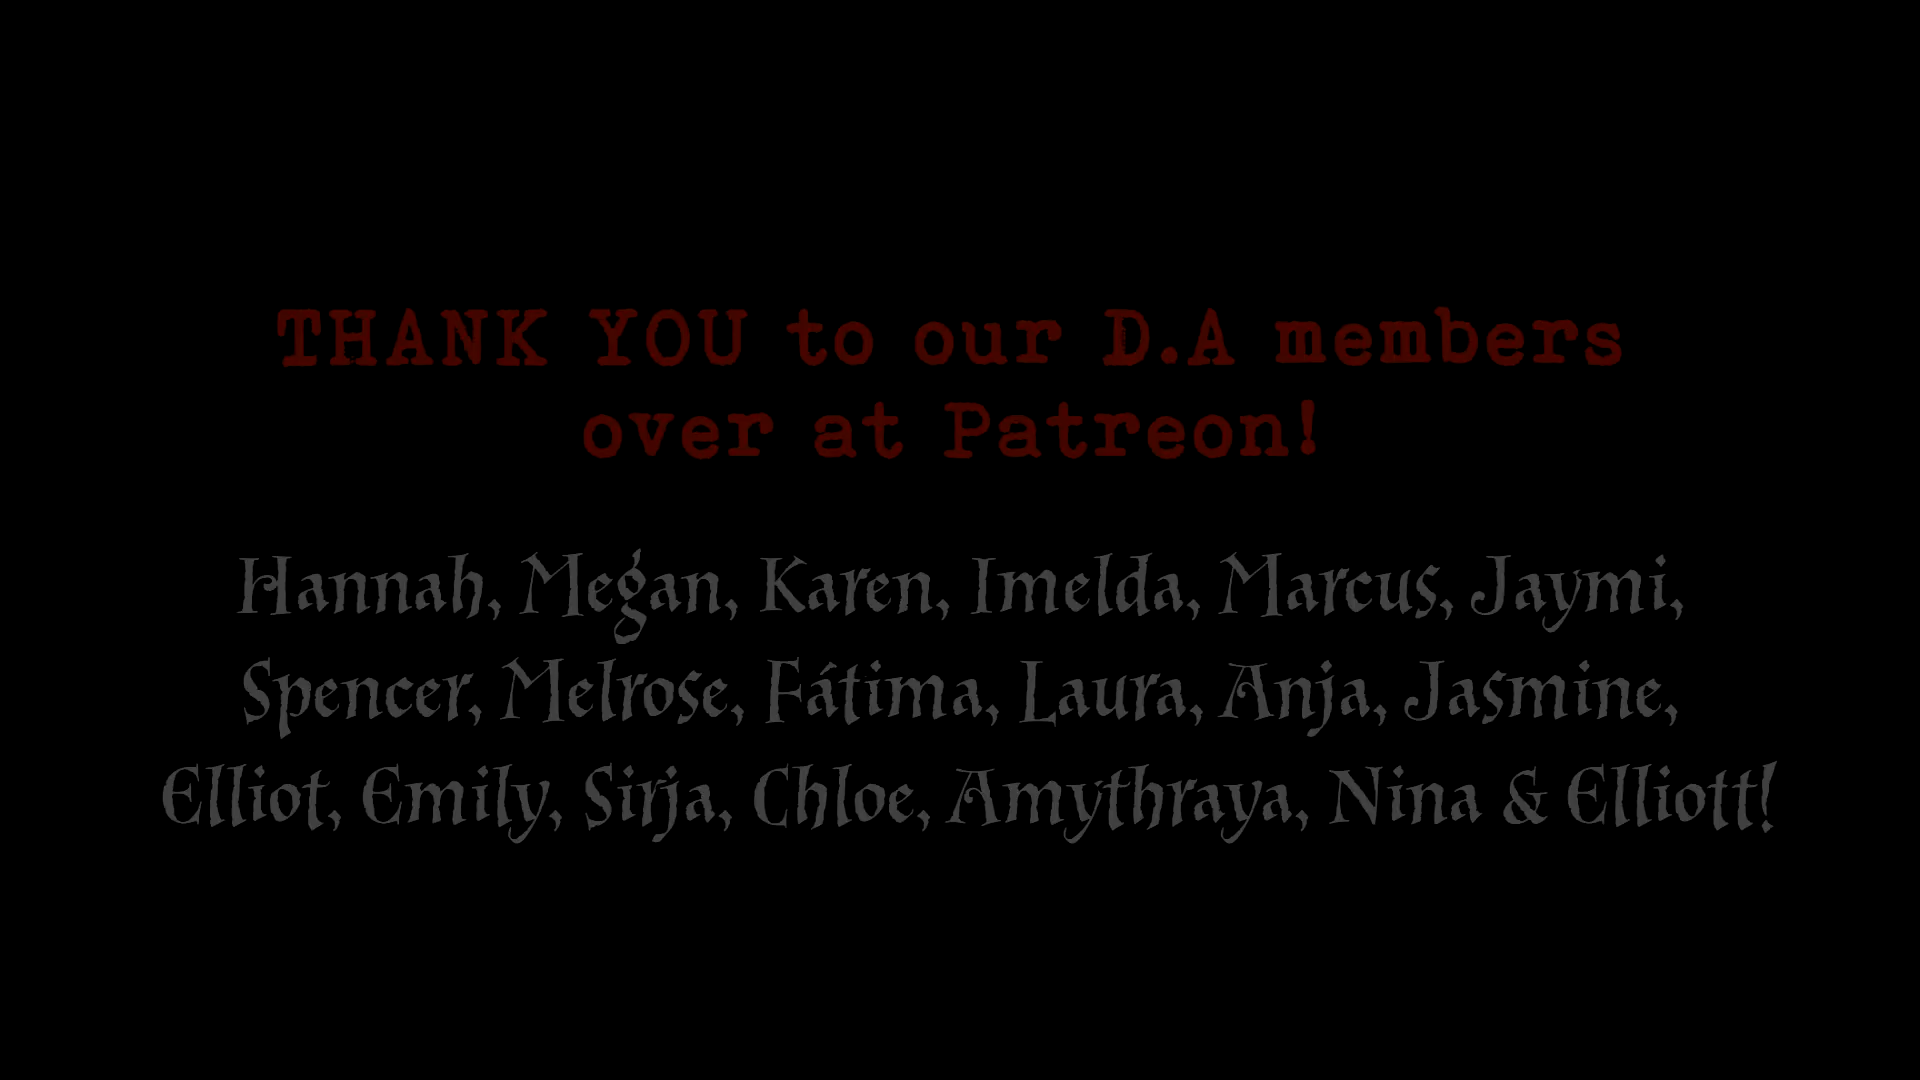 THANK YOU to our D.A members
over at Patreon!
Hannah, Megan, Karen, Imelda, Marcus, Jaymi,
Spencer, Melrose, Fátima, Laura, Anja, Jasmine,
Elliot, Emily, Sirja, Chloe, Amythraya, Nina & Elliott!